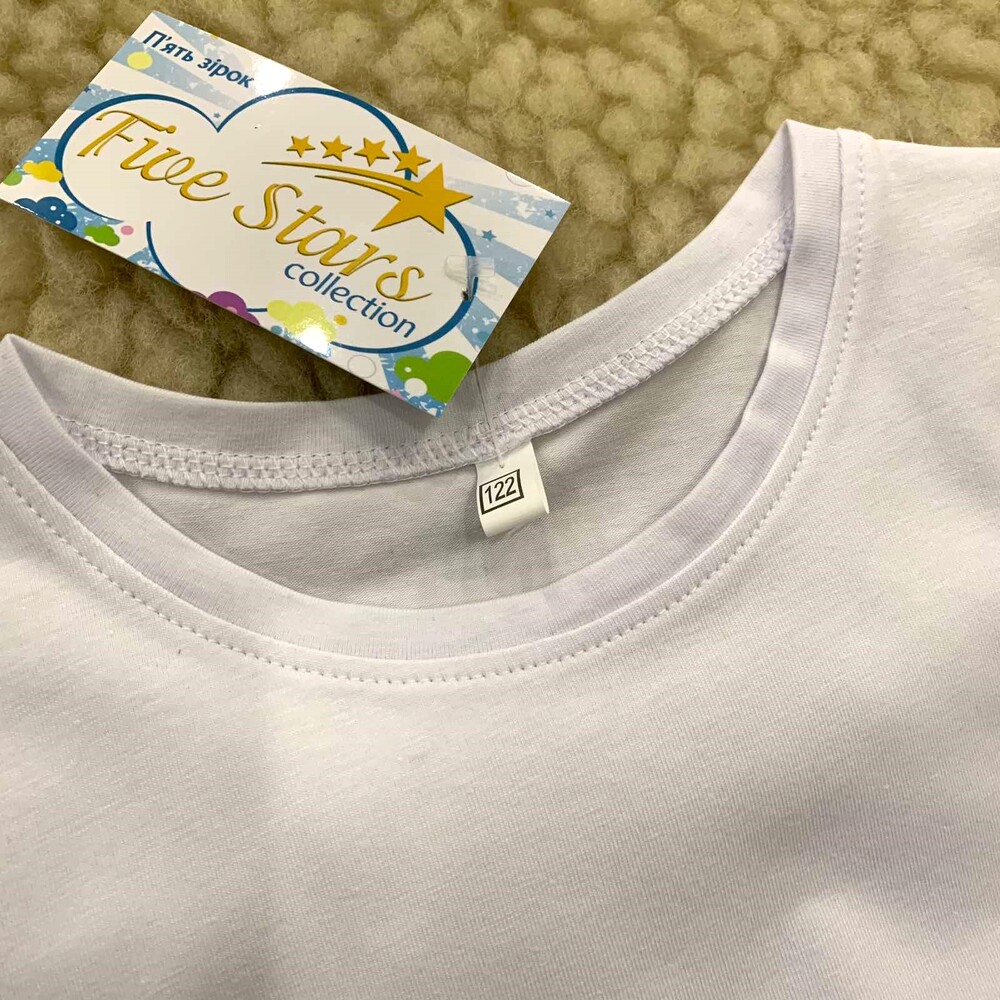 П'ять зірок
Five Stars
collection
122